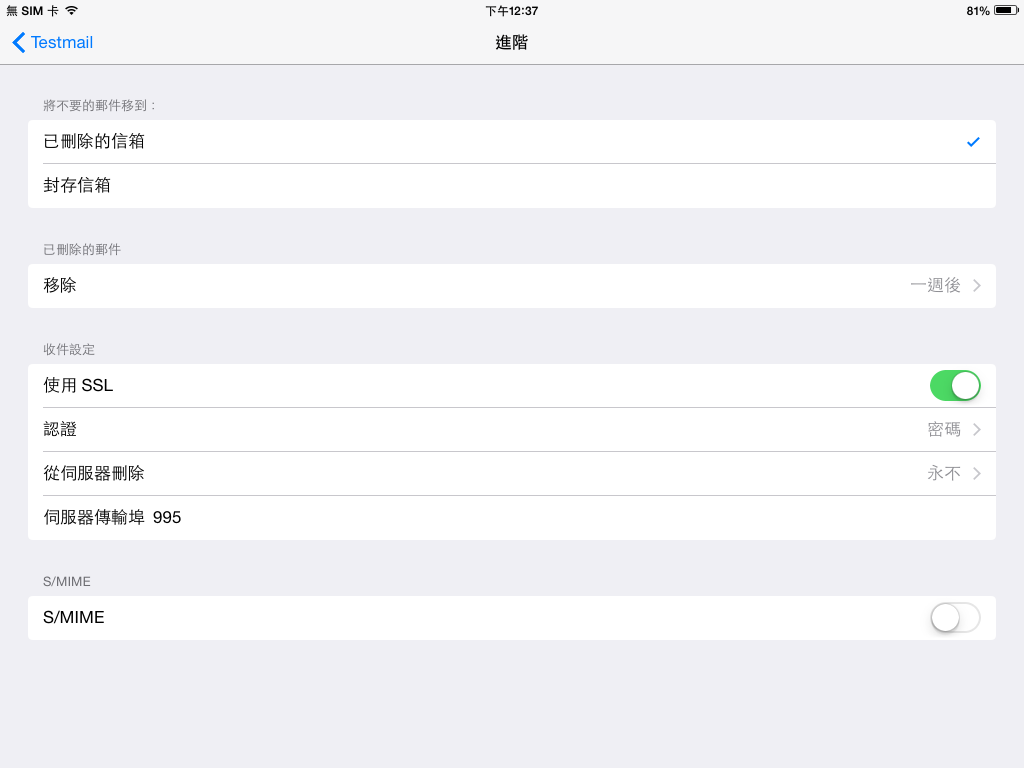 無 SIM 卡 下午12:37 81%
Testmail 進階
將不要的郵件移到：
已刪除的信箱
封存信箱
已刪除的郵件
移除 一週後
收件設定
使用 SSL
認證 密碼
從伺服器刪除 永不
伺服器傳輸埠 995
S/MIME
S/MIME